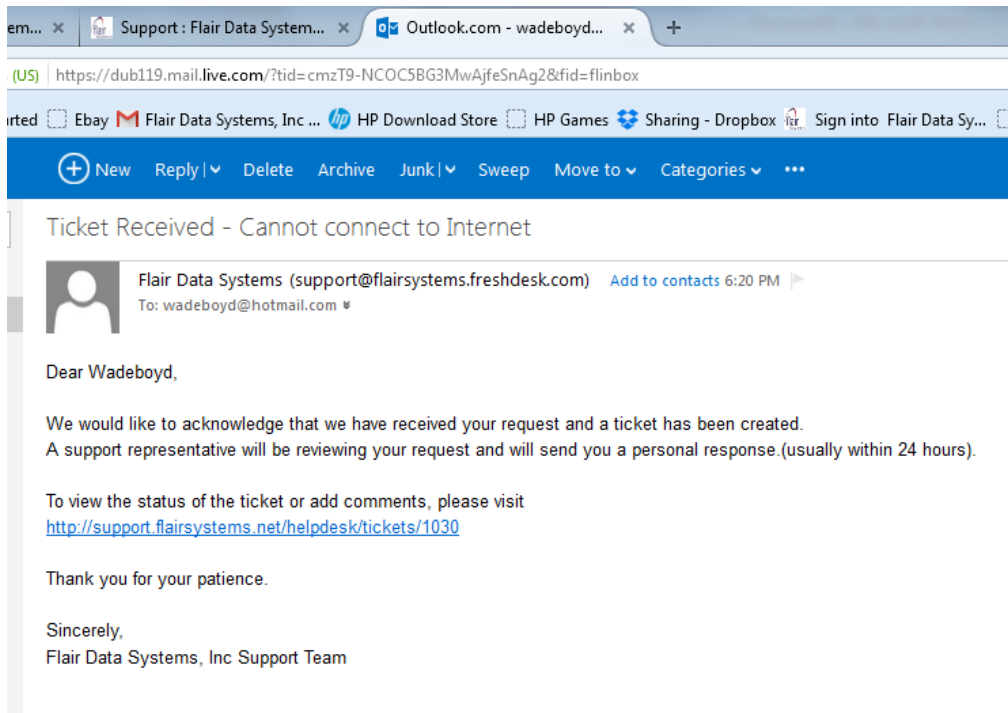 em... × Support : Flair Data System... × Outlook.com - wadeboyd... × +
(US) https://dub119.mail.live.com/?tid=cmzT9-NCOC5BG3MwAjfeSnAg2&fid=flinbox
rted Ebay Flair Data Systems, Inc ... HP Download Store HP Games Sharing - Dropbox Sign into Flair Data Sy...
New Reply | Delete Archive Junk | Sweep Move to Categories •••
Ticket Received - Cannot connect to Internet
Flair Data Systems (support@flairsystems.freshdesk.com) Add to contacts 6:20 PM
To: wadeboyd@hotmail.com
Dear Wadeboyd,
We would like to acknowledge that we have received your request and a ticket has been created.
A support representative will be reviewing your request and will send you a personal response.(usually within 24 hours).
To view the status of the ticket or add comments, please visit
http://support.flairsystems.net/helpdesk/tickets/1030
Thank you for your patience.
Sincerely,
Flair Data Systems, Inc Support Team